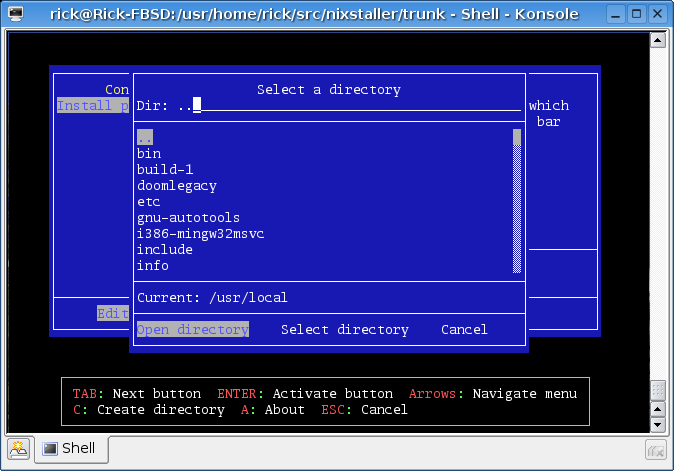 rick@Rick-FBSD:/usr/home/rick/src/nixstaller/trunk - Shell - Konsole
Con
Select a directory
Install p
Dir: ..
which
bar
..
bin
build-1
doomlegacy
etc
gnu-autotools
i386-mingw32msvc
include
info
Current: /usr/local
Edit
Open directory Select directory Cancel
TAB: Next button ENTER: Activate button Arrows: Navigate menu
C: Create directory A: About ESC: Cancel
Shell